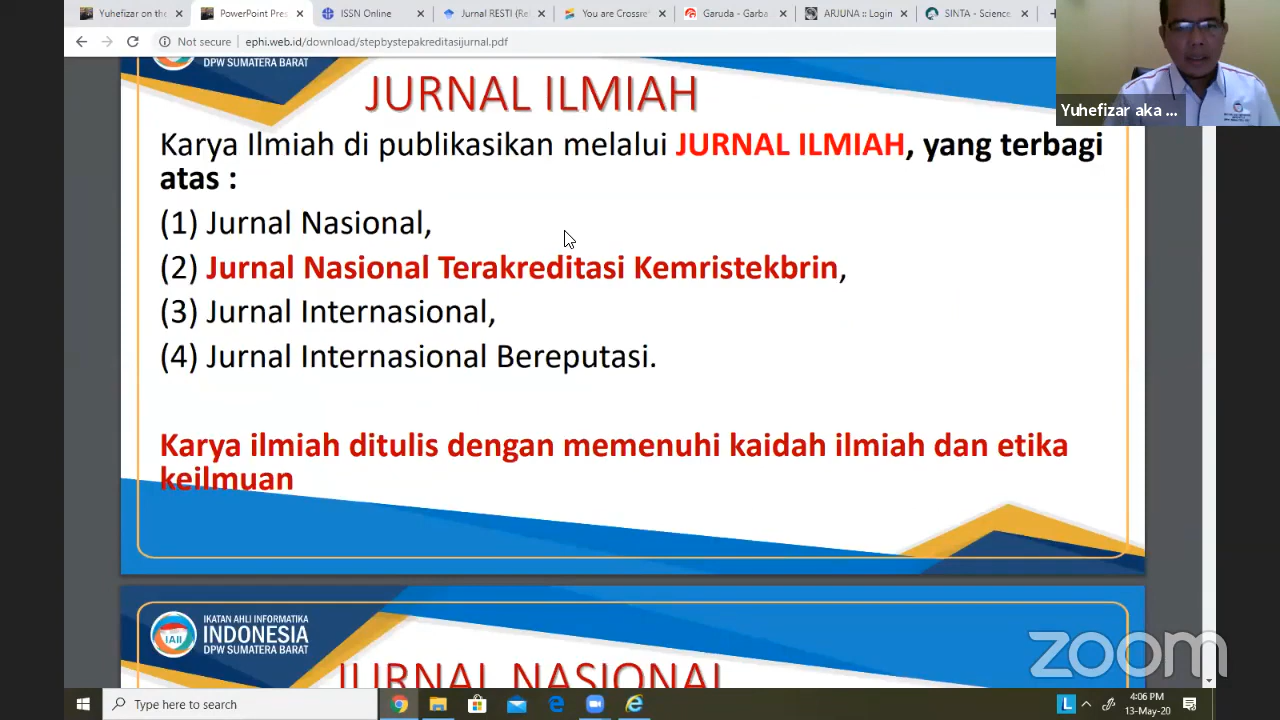 Yuhefizar on the
PowerPoint Pres
ISSN Online
Jurnal RESTI (Re
You are Crossre
Garuda - Garba
ARJUNA :: Login
SINTA - Science
Not secure
ephi.web.id/download/stepbystepakreditasijurnal.pdf
DPW SUMATERA BARAT
JURNAL ILMIAH
Yuhefizar aka ...
Karya Ilmiah di publikasikan melalui JURNAL ILMIAH, yang terbagi
atas :
(1) Jurnal Nasional,
(2) Jurnal Nasional Terakreditasi Kemristekbrin,
(3) Jurnal Internasional,
(4) Jurnal Internasional Bereputasi.
Karya ilmiah ditulis dengan memenuhi kaidah ilmiah dan etika
keilmuan
IAII
IKATAN AHLI INFORMATIKA
INDONESIA
DPW SUMATERA BARAT
JURNAL NASIONAL
zoom
Type here to search
L
4:06 PM
13-May-20